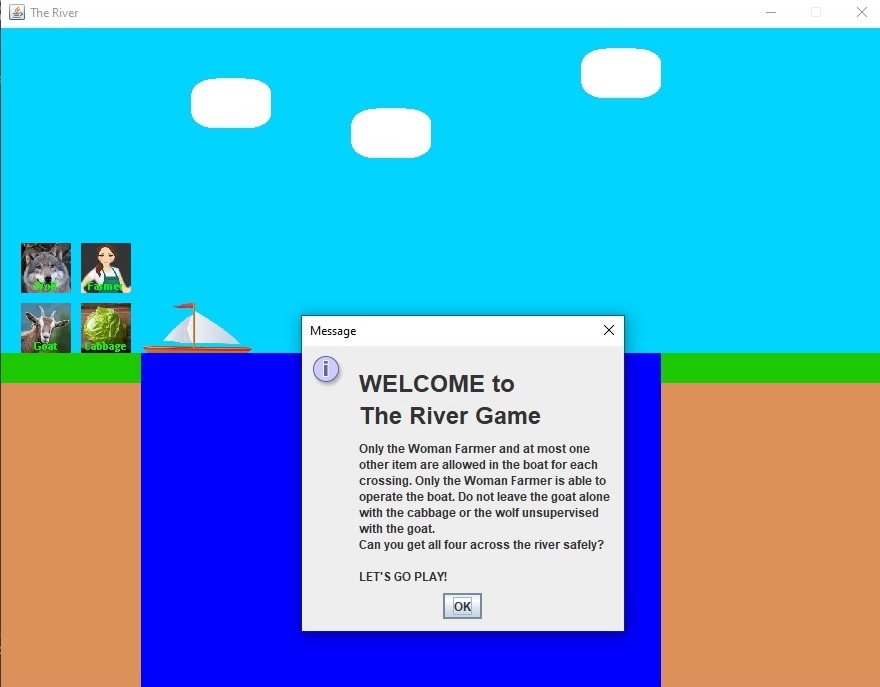 The River
Wolf
Farmer
Goat
Cabbage
Message
WELCOME to
The River Game
Only the Woman Farmer and at most one
other item are allowed in the boat for each
crossing. Only the Woman Farmer is able to
operate the boat. Do not leave the goat alone
with the cabbage or the wolf unsupervised
with the goat.
Can you get all four across the river safely?
LET'S GO PLAY!
OK